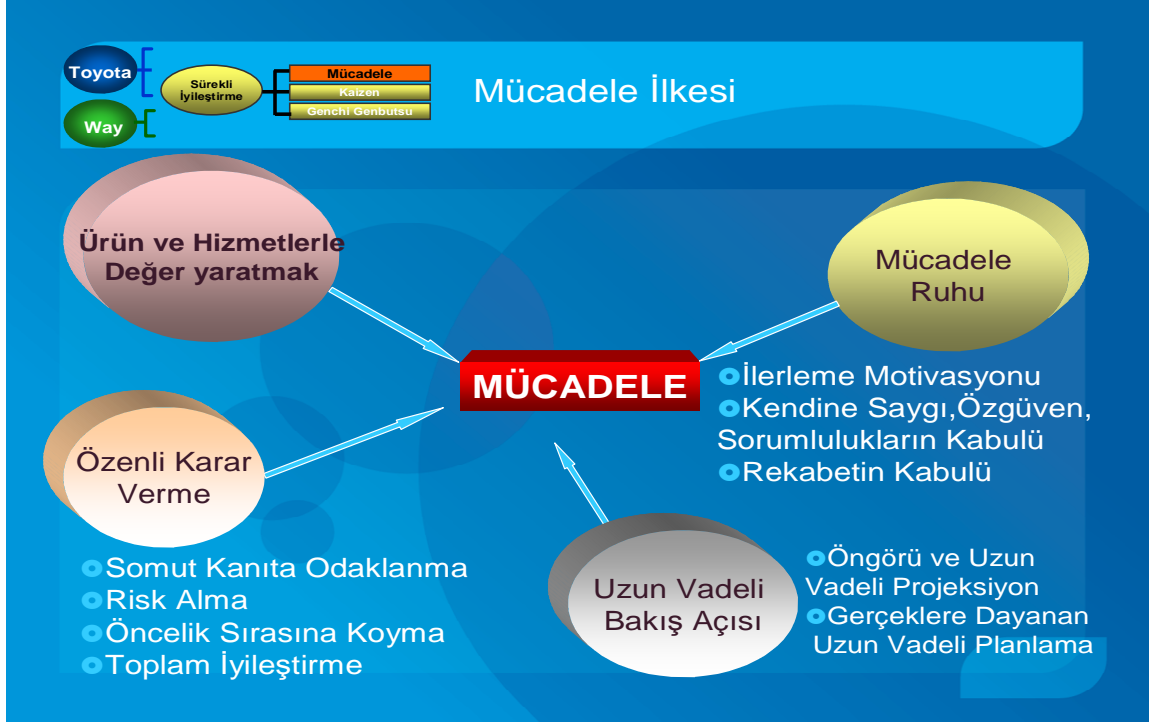 Toyota
Way
Sürekli
İyileştirme
Mücadele
Kaizen
Genchi Genbutsu
Mücadele İlkesi
Ürün ve Hizmetlerle
Değer yaratmak
Mücadele
Ruhu
MÜCADELE
İlerleme Motivasyonu
Kendine Saygı,Özgüven,
Sorumlulukların Kabulü
Rekabetin Kabulü
Özenli Karar
Verme
Somut Kanıta Odaklanma
Risk Alma
Öncelik Sırasına Koyma
Toplam İyileştirme
Uzun Vadeli
Bakış Açısı
Öngörü ve Uzun
Vadeli Projeksiyon
Gerçeklere Dayanan
Uzun Vadeli Planlama